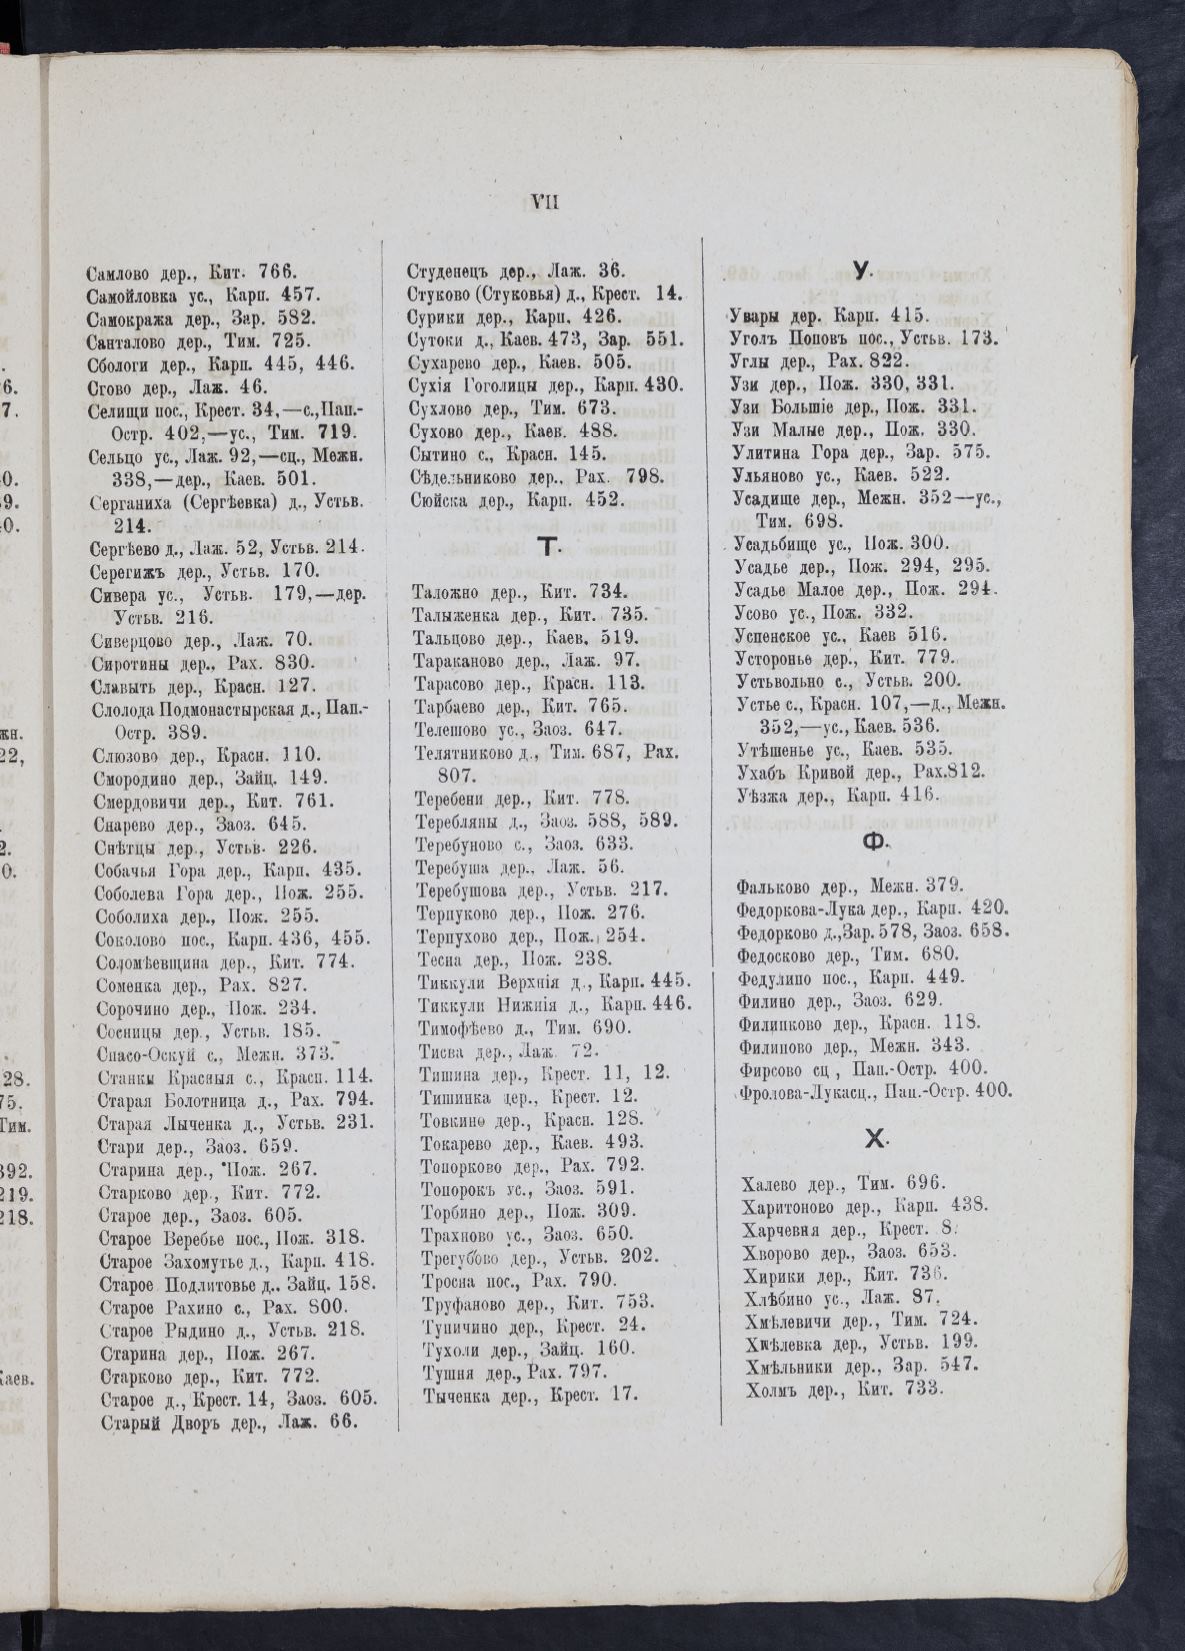 VII
Самлово дер., Кит. 766.
Самойловка ус., Карп. 457.
Самокража дер., Зар. 582.
Санталово дер., Тим. 725.
Сбологи дер., Карп. 445, 446.
Сгово дер., Лаж. 46.
Селищи пос., Крест. 34,—с., Пап.-
Остр. 402,—ус., Тим. 719.
Сельцо ус., Лаж. 92,—сц., Межн.
338,—дер., Каев. 501.
Серганиха (Сергѣевка) д., Устьв.
214.
Сергѣево д., Лаж. 52, Устьв. 214.
Серегижъ дер., Устьв. 170.
Сивера ус., Устьв. 179,—дер.
Устьв. 216.
Сиверцово дер., Лаж. 70.
Сиротины дер., Рах. 830.
Славыть дер., Красн. 127.
Слолода Подмонастырская д., Пап.-
Остр. 389.
Слюзово дер., Красн. 110.
Смородино дер., Зайц. 149.
Смердовичи дер., Кит. 761.
Снарево дер., Заоз. 645.
Снѣтцы дер., Устьв. 226.
Собачья Гора дер., Карп. 435.
Соболева Гора дер., Пож. 255.
Соболиха дер., Пож. 255.
Соколово пос., Карп. 436, 455.
Соломѣевщина дер., Кит. 774.
Соменка дер., Рах. 827.
Сорочино дер., Пож. 234.
Сосницы дер., Устьв. 185.
Спасо-Оскуй с., Межн. 373.
Станки Красныя с., Красн. 114.
Старая Болотница д., Рах. 794.
Старая Лыченка д., Устьв. 231.
Стари дер., Заоз. 659.
Старина дер., Пож. 267.
Старково дер., Кит. 772.
Старое дер., Заоз. 605.
Старое Веребье пос., Пож. 318.
Старое Захомутье д., Карп. 418.
Старое Подлитовье д., Зайц. 158.
Старое Рахино с., Рах. 800.
Старое Рыдино д., Устьв. 218.
Старина дер., Пож. 267.
Старково дер., Кит. 772.
Старое д., Крест. 14, Заоз. 605.
Старый Дворъ дер., Лаж. 66.
Студенецъ дер., Лаж. 36.
Стуково (Стуковья) д., Крест. 14.
Сурики дер., Карп. 426.
Сутоки д., Каев. 473, Зар. 551.
Сухарево дер., Каев. 505.
Сухія Гоголицы дер., Карп. 430.
Сухлово дер., Тим. 673.
Сухово дер., Каев. 488.
Сытино с., Красн. 145.
Сѣдельниково дер. Рах. 798.
Сюйска дер., Карп. 452.
Т.
Таложно дер., Кит. 734.
Талыженка дер., Кит. 735.
Тальцово дер., Каев. 519.
Тараканово дер., Лаж. 97.
Тарасово дер., Красн. 113.
Тарбаево дер., Кит. 765.
Телешово ус., Заоз. 647.
Телятниково д., Тим. 687, Рах.
807.
Теребени дер., Кит. 778.
Теребляны д., Заоз. 588, 589.
Теребуново с., Заоз. 633.
Теребуша дер., Лаж. 56.
Теребушова дер., Устьв. 217.
Терпуково дер., Пож. 276.
Терпухово дер., Пож. 254.
Тесна дер., Пож. 238.
Тиккули Верхнія д., Карп. 445.
Тиккули Нижнія д., Карп. 446.
Тимофѣево д., Тим. 690.
Тисва дер., Лаж. 72.
Тишина дер., Крест. 11, 12.
Тишинка дер., Крест. 12.
Товкино дер., Красн. 128.
Токарево дер., Каев. 493.
Топорково дер., Рах. 792.
Топорокъ ус., Заоз. 591.
Торбино дер., Пож. 309.
Трахново ус., Заоз. 650.
Трегубово дер., Устьв. 202.
Тросна пос., Рах. 790.
Труфаново дер., Кит. 753.
Тупичино дер., Крест. 24.
Тухоли дер., Зайц. 160.
Тушня дер., Рах. 797.
Тыченка дер., Крест. 17.
У.
Увары дер. Карп. 415.
Уголъ Поповъ пос., Устьв. 173.
Углы дер., Рах. 822.
Узи дер., Пож. 330, 331.
Узи Большіе дер., Пож. 331.
Узи Малые дер., Пож. 330.
Улитина Гора дер., Зар. 575.
Ульяново ус., Каев. 522.
Усадище дер., Межн. 352—ус.,
Тим. 698.
Усадьбище ус., Пож. 300.
Усадье дер., Пож. 294, 295.
Усадье Малое дер., Пож. 294.
Усово ус., Пож. 332.
Успенское ус., Каев 516.
Усторонье дер., Кит. 779.
Устьвольно с., Устьв. 200.
Устье с., Красн. 107,—д., Межн.
352,—ус., Каев. 536.
Утѣшенье ус., Каев. 535.
Ухабъ Кривой дер., Рах. 812.
Уѣзжа дер., Карп. 416.
Ф.
Фальково дер., Межн. 379.
Федоркова-Лука дер., Карп. 420.
Федорково д., Зар. 578, Заоз. 658.
Федосково дер., Тим. 680.
Федулино пос., Карп. 449.
Филино дер., Заоз. 629.
Филипково дер., Красн. 118.
Филипово дер., Межн. 343.
Фирсово сц., Пап.-Остр. 400.
Фролова-Лука сц., Пап.-Остр. 400.
Х.
Халево дер., Тим. 696.
Харитоново дер., Карп. 438.
Харчевня дер., Крест. 8.
Хворово дер., Заоз. 653.
Хирики дер., Кит. 736.
Хлѣбино ус., Лаж. 87.
Хмѣлевичи дер., Тим. 724.
Хмѣлевка дер., Устьв. 199.
Хмѣльники дер., Зар. 547.
Холмъ дер., Кит. 733.